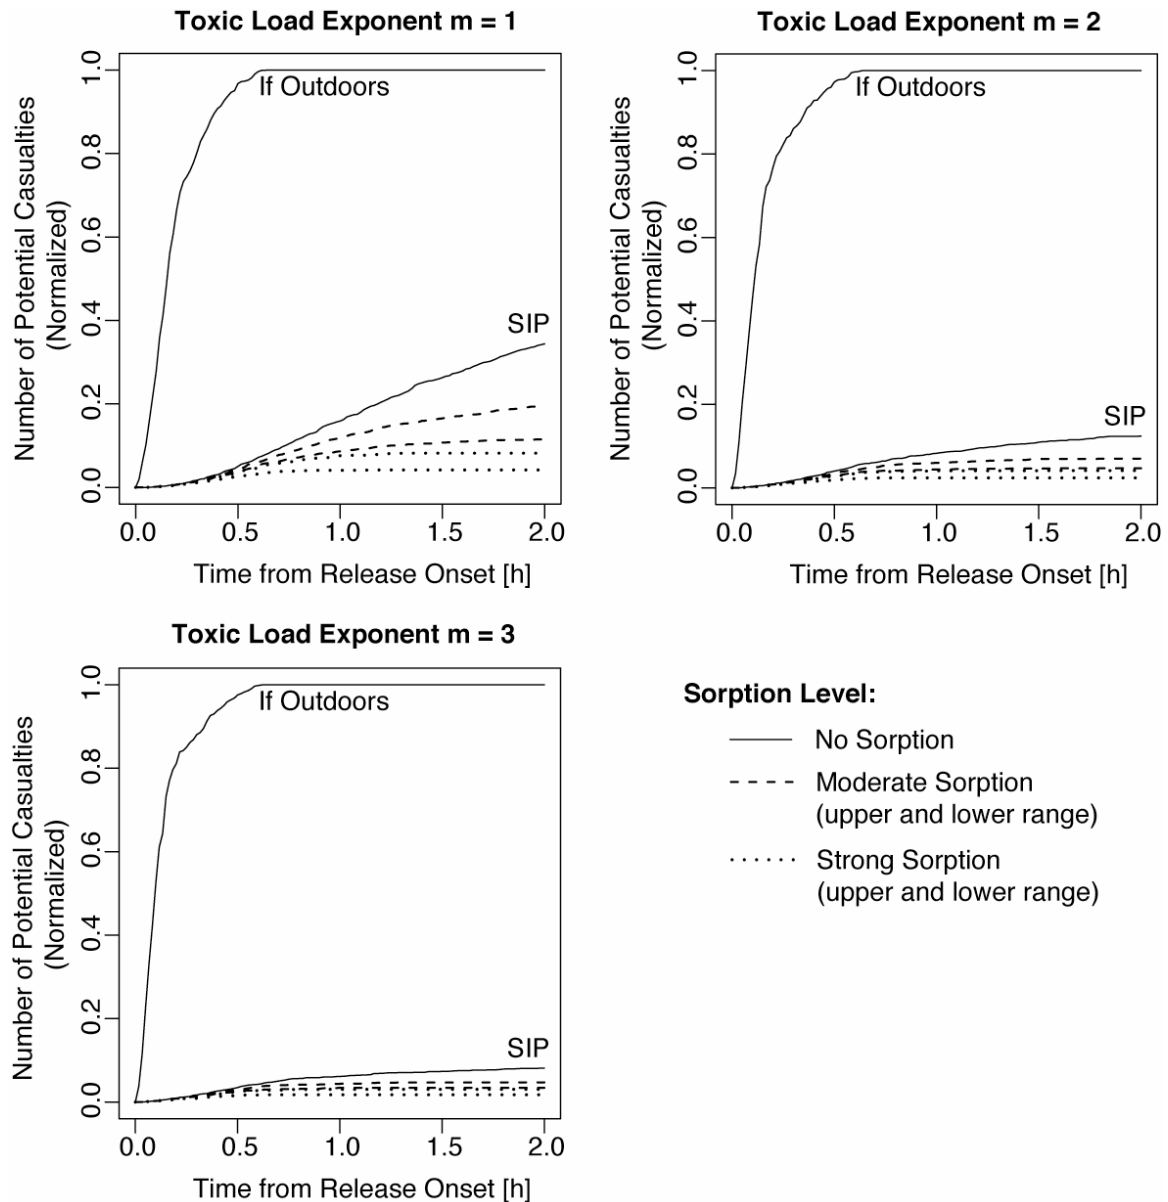 Toxic Load Exponent m = 1
Number of Potential Casualties
(Normalized)
1.0
0.8
0.6
0.4
0.2
0.0
If Outdoors
SIP
0.0 0.5 1.0 1.5 2.0
Time from Release Onset [h]
Toxic Load Exponent m = 2
Number of Potential Casualties
(Normalized)
1.0
0.8
0.6
0.4
0.2
0.0
If Outdoors
SIP
0.0 0.5 1.0 1.5 2.0
Time from Release Onset [h]
Toxic Load Exponent m = 3
Number of Potential Casualties
(Normalized)
1.0
0.8
0.6
0.4
0.2
0.0
If Outdoors
SIP
0.0 0.5 1.0 1.5 2.0
Time from Release Onset [h]
Sorption Level:
No Sorption
Moderate Sorption
(upper and lower range)
Strong Sorption
(upper and lower range)